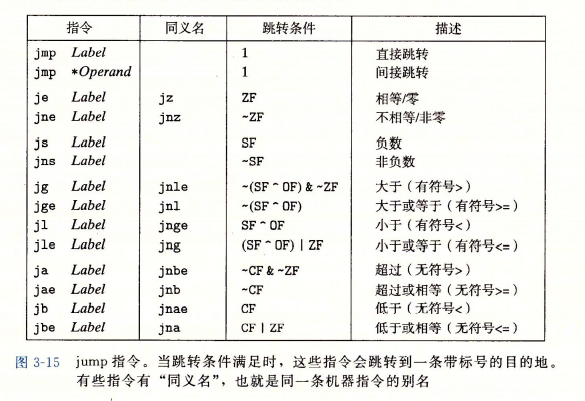 指令 同义名 跳转条件 描述
jmp Label 1 直接跳转
jmp *Operand 1 间接跳转
je Label jz ZF 相等/零
jne Label jnz ~ZF 不相等/非零
js Label SF 负数
jns Label ~SF 非负数
jg Label jnle ~(SF ^ OF) & ~ZF 大于（有符号>）
jge Label jnl ~(SF ^ OF) 大于或等于（有符号>=）
jl Label jnge SF ^ OF 小于（有符号<）
jle Label jng (SF ^ OF) | ZF 小于或等于（有符号<=）
ja Label jnbe ~CF & ~ZF 超过（无符号>）
jae Label jnb ~CF 超过或相等（无符号>=）
jb Label jnae CF 低于（无符号<）
jbe Label jna CF | ZF 低于或相等（无符号<=）
图 3-15 jump 指令。当跳转条件满足时，这些指令会跳转到一条带标号的目的地。
有些指令有“同义名”，也就是同一条机器指令的别名